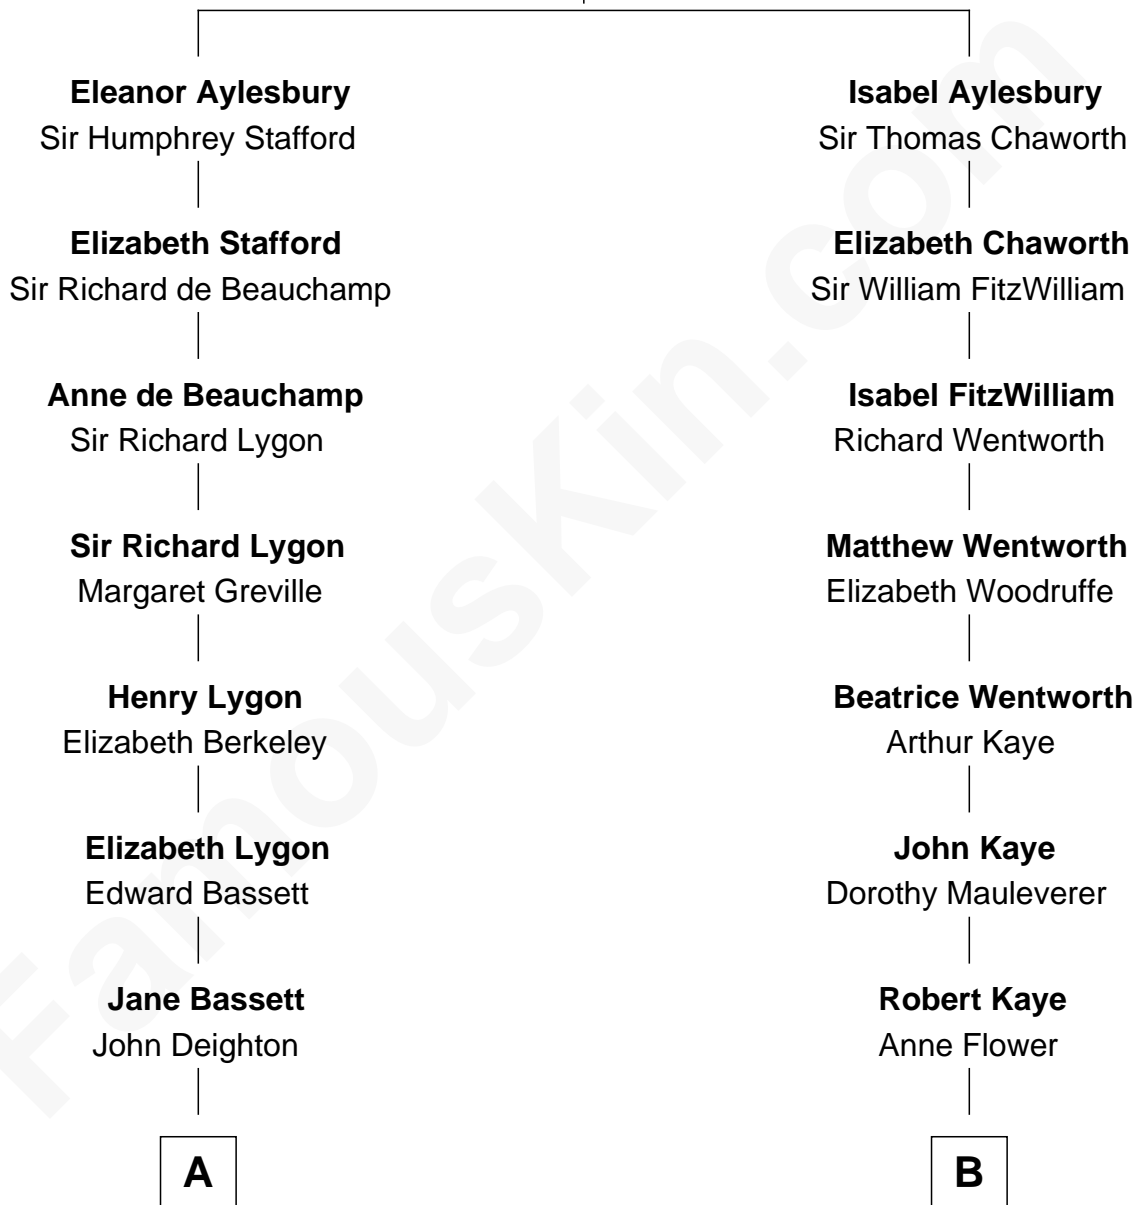 Eleanor Aylesbury
Sir Humphrey Stafford
Elizabeth Stafford
Sir Richard de Beauchamp
Anne de Beauchamp
Sir Richard Lygon
Sir Richard Lygon
Margaret Greville
Henry Lygon
Elizabeth Berkeley
Elizabeth Lygon
Edward Bassett
Jane Bassett
John Deighton
A
Isabel Aylesbury
Sir Thomas Chaworth
Elizabeth Chaworth
Sir William FitzWilliam
Isabel FitzWilliam
Richard Wentworth
Matthew Wentworth
Elizabeth Woodruffe
Beatrice Wentworth
Arthur Kaye
John Kaye
Dorothy Mauleverer
Robert Kaye
Anne Flower
B
FamousKin.com